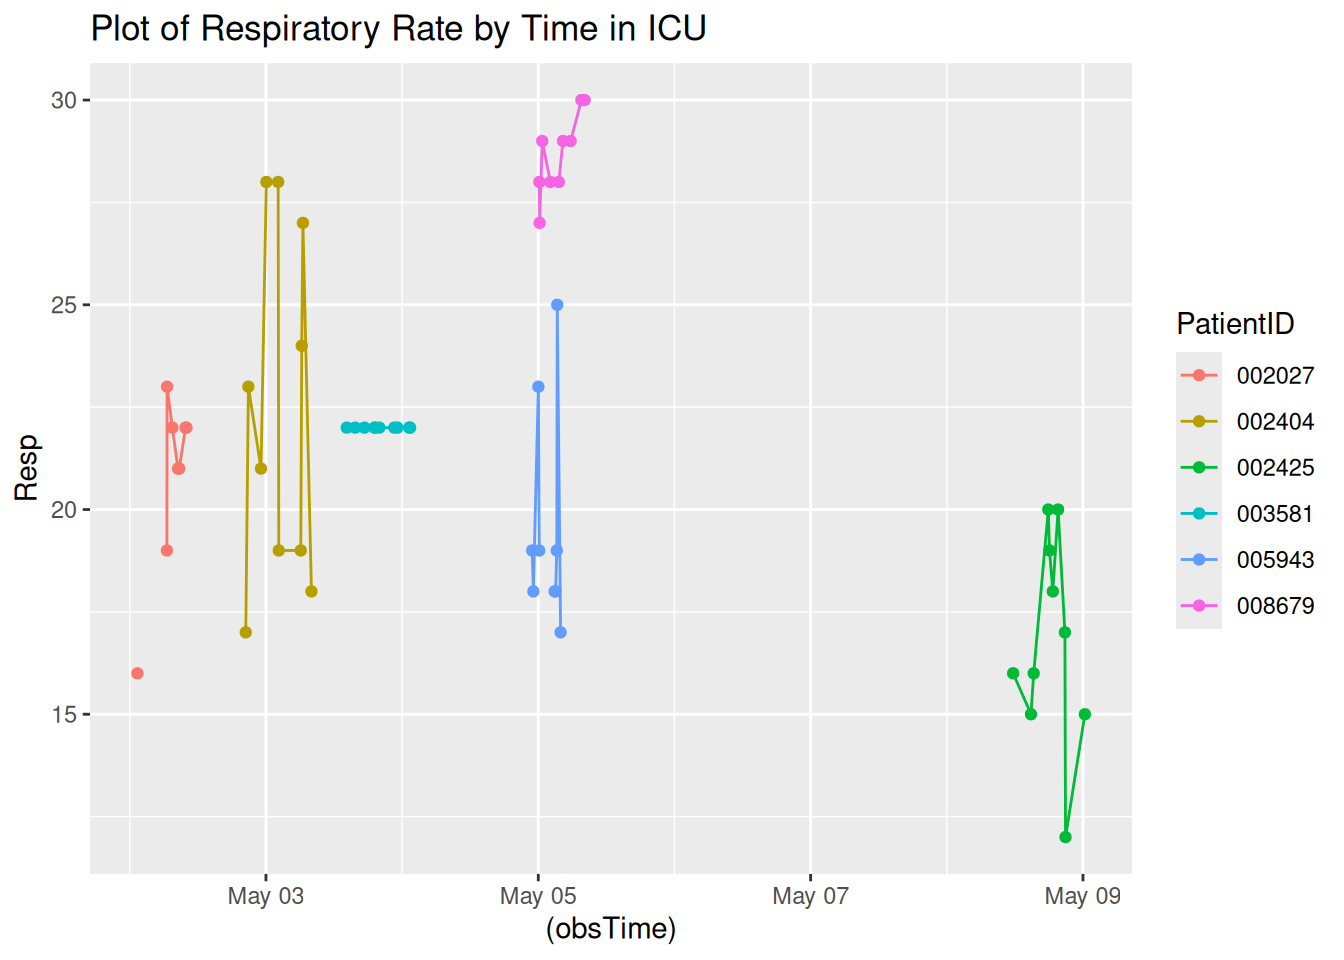 Plot of Respiratory Rate by Time in ICU
30
25
20
15
Resp
May 03
May 05
May 07
May 09
(obsTime)
PatientID
002027
002404
002425
003581
005943
008679